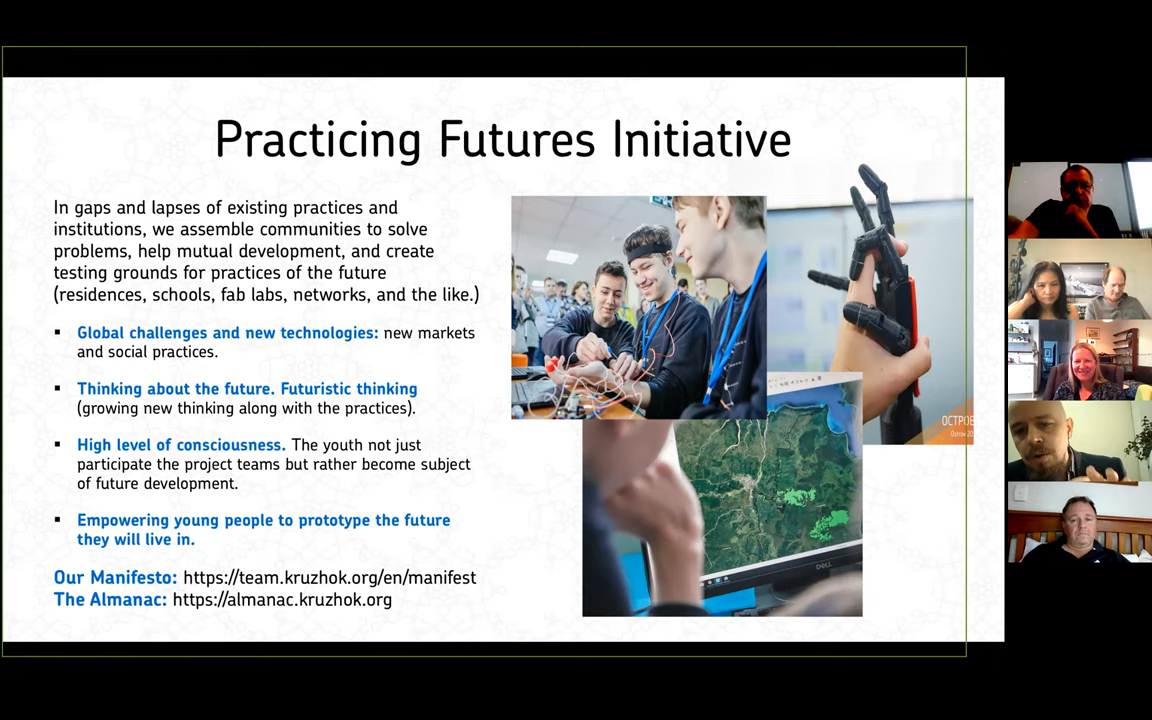 Practicing Futures Initiative
In gaps and lapses of existing practices and
institutions, we assemble communities to solve
problems, help mutual development, and create
testing grounds for practices of the future
(residences, schools, fab labs, networks, and the like.)
▪ Global challenges and new technologies: new markets
and social practices.
▪ Thinking about the future. Futuristic thinking
(growing new thinking along with the practices).
▪ High level of consciousness. The youth not just
participate the project teams but rather become subject
of future development.
▪ Empowering young people to prototype the future
they will live in.
Our Manifesto: https://team.kruzhok.org/en/manifest
The Almanac: https://almanac.kruzhok.org
ОСТРОВ
Ostrov 20
DELL